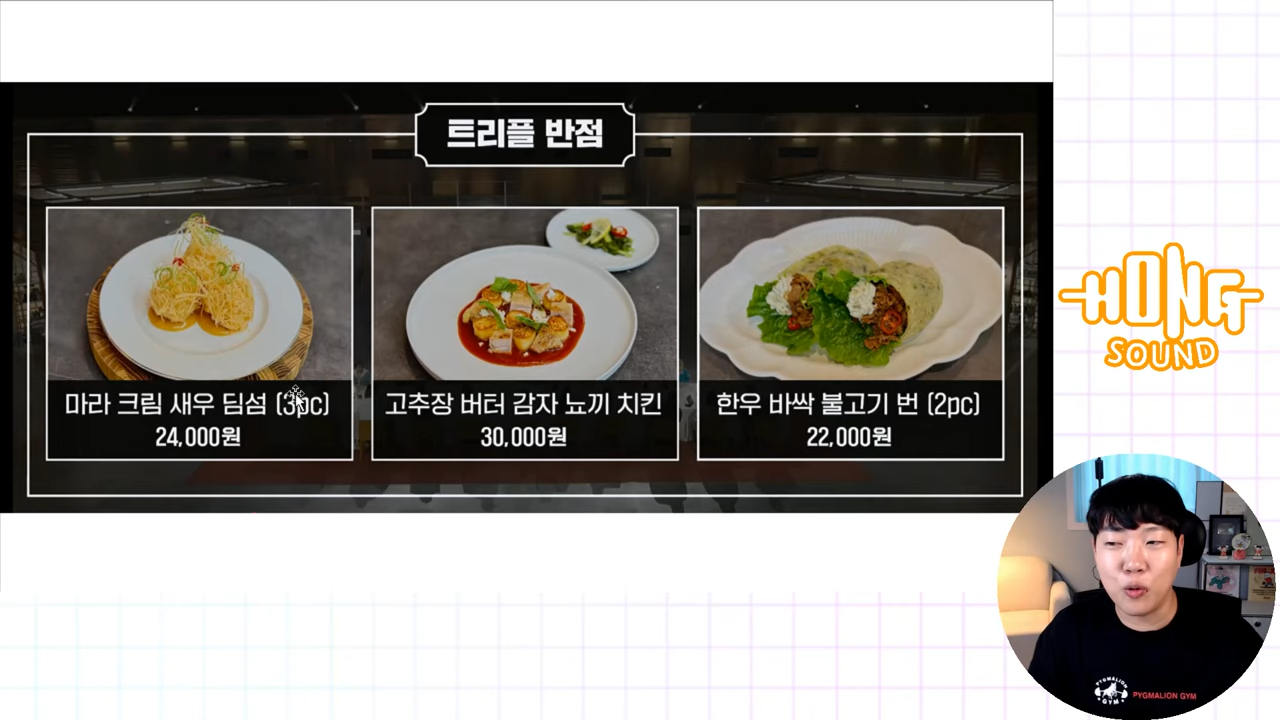 트리플 반점
마라 크림 새우 딤섬 (3pc)
24,000원
고추장 버터 감자 뇨끼 치킨
30,000원
한우 바싹 불고기 번 (2pc)
22,000원
HONG
SOUND
PYGMALION
GYM
PYGMALION GYM